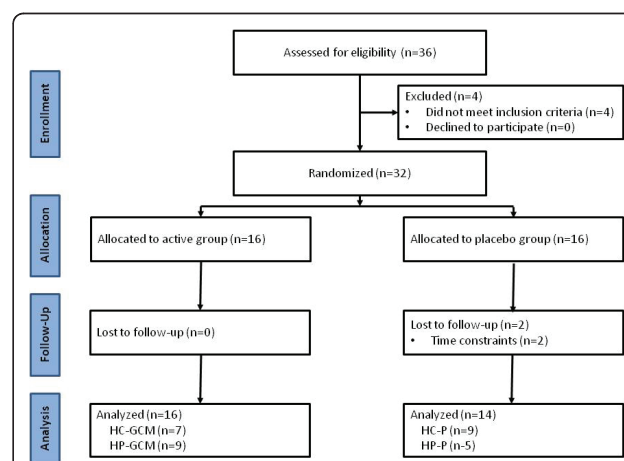 Assessed for eligibility (n=36)
Enrollment
Excluded (n=4)
• Did not meet inclusion criteria (n=4)
• Declined to participate (n=0)
Randomized (n=32)
Allocation
Allocated to active group (n=16)
Allocated to placebo group (n=16)
Follow-Up
Lost to follow-up (n=0)
Lost to follow-up (n=2)
• Time constraints (n=2)
Analysis
Analyzed (n=16)
HC-GCM (n=7)
HP-GCM (n=9)
Analyzed (n=14)
HC-P (n=9)
HP-P (n-5)